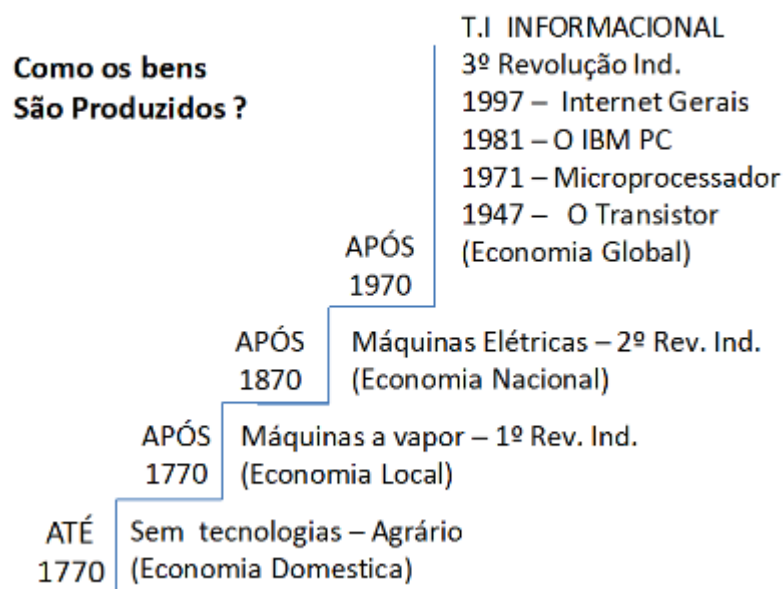 Como os bens
São Produzidos ?
T.I  INFORMACIONAL
3º Revolução Ind.
1997 –  Internet Gerais
1981 – O IBM PC
1971 – Microprocessador
1947 –   O Transistor
(Economia Global)
APÓS
1970
Máquinas Elétricas – 2º Rev. Ind.
(Economia Nacional)
APÓS
1870
Máquinas a vapor – 1º Rev. Ind.
(Economia Local)
APÓS
1770
Sem  tecnologias – Agrário
(Economia Domestica)
ATÉ
1770